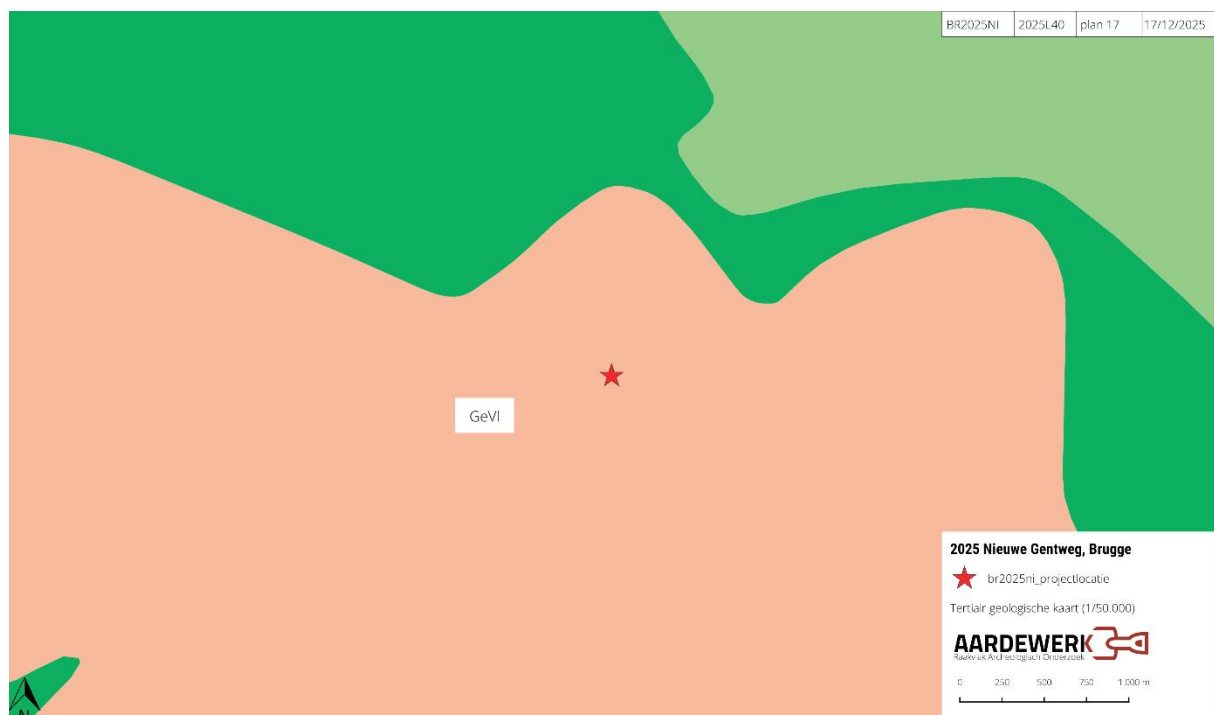 BR2025NI 2025L40 plan 17 17/12/2025
GeVI
2025 Nieuwe Gentweg, Brugge
br2025ni_projectlocatie
Tertiair geologische kaart (1/50.000)
AARDEWERK
Raakvlak Archeologisch Onderzoek
0 250 500 750 1.000 m
N